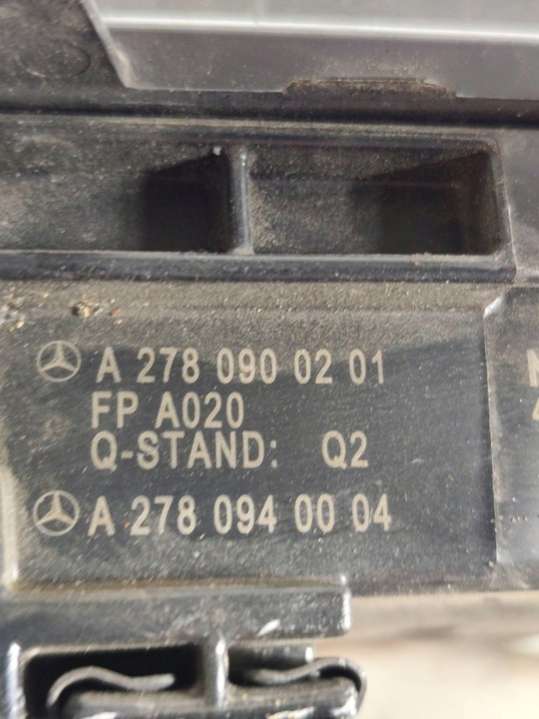 A 278 090 02 01
FP A020
Q-STAND: Q2
A 278 094 00 04